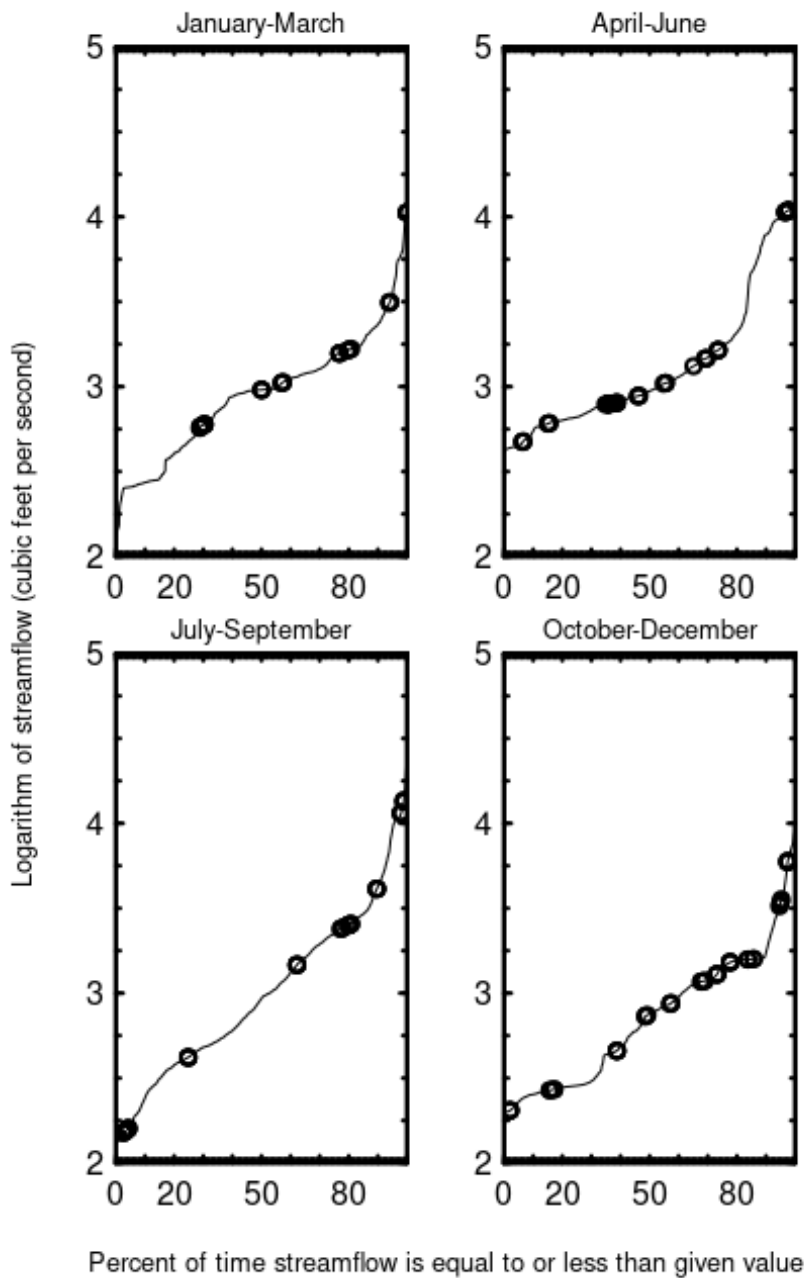 January-March
April-June
5
4
3
2
0 20 50 80
5
4
3
2
0 20 50 80
July-September
October-December
5
4
3
2
0 20 50 80
5
4
3
2
0 20 50 80
Logarithm of streamflow (cubic feet per second)
Percent of time streamflow is equal to or less than given value